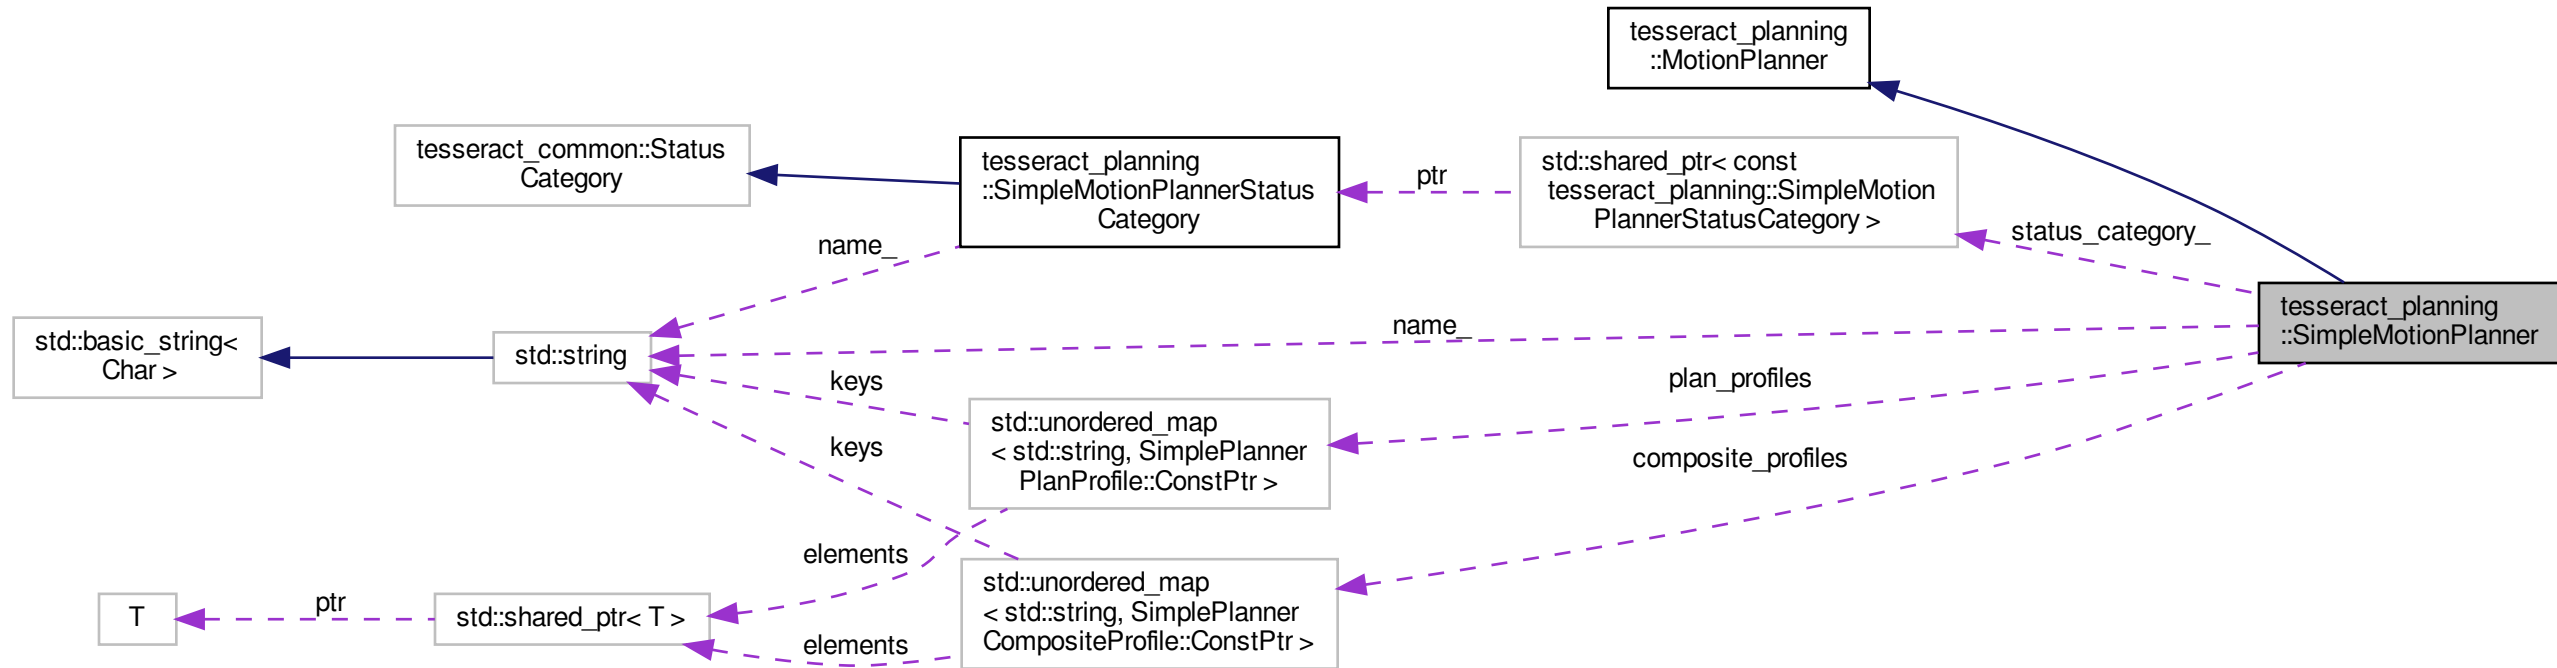 tesseract_planning
::MotionPlanner
tesseract_common::Status
Category
tesseract_planning
::SimpleMotionPlannerStatus
Category
ptr
std::shared_ptr< const
tesseract_planning::SimpleMotion
PlannerStatusCategory >
status_category_
name_
tesseract_planning
::SimpleMotionPlanner
std::basic_string<
Char >
std::string
name_
keys
plan_profiles
std::unordered_map
< std::string, SimplePlanner
PlanProfile::ConstPtr >
keys
composite_profiles
elements
std::unordered_map
< std::string, SimplePlanner
CompositeProfile::ConstPtr >
T
ptr
std::shared_ptr< T >
elements